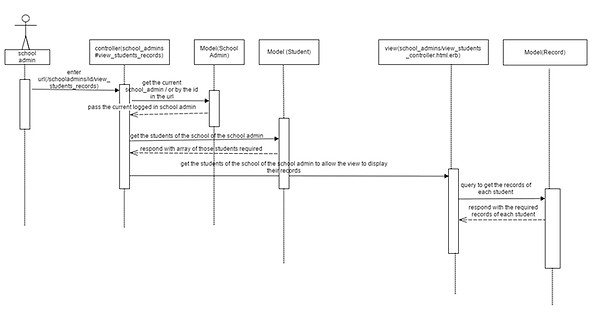 school
admin
controller(school_admins
#view_students_records)
Model(School
Admin)
Model (Student)
view(school_admins/view_students
_controller.html erb)
Model(Record)
enter
url(/schooladmins/id/view_
students_records)
get the current
school_admin / or by the id
in the url
pass the current logged in school admin
get the students of the school of the school admin
respond with array of those students required
get the students of the school of the school admin to allow the view to display
their records
query to get the records of
each student
respond with the required
records of each student